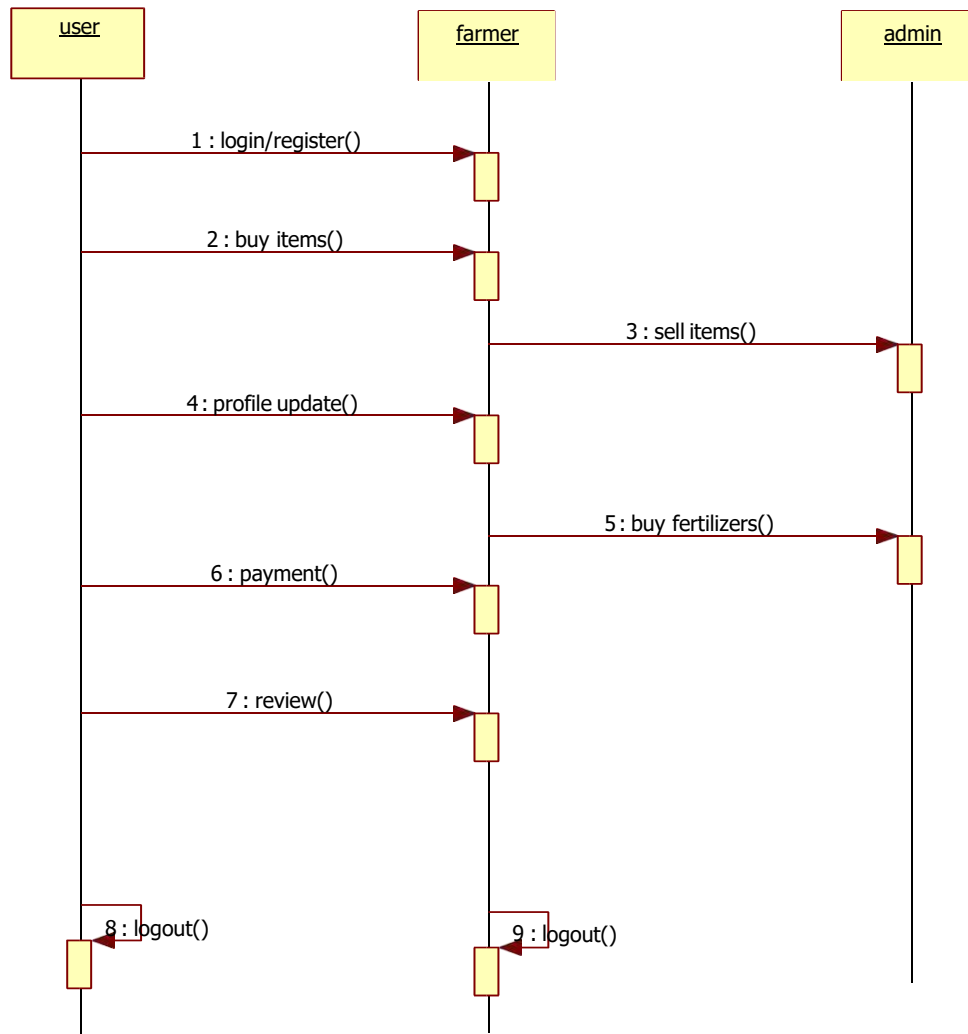 user
farmer
admin
1 : login/register()
2 : buy items()
3 : sell items()
4 : profile update()
5 : buy fertilizers()
6 : payment()
7 : review()
8 : logout()
9 : logout()